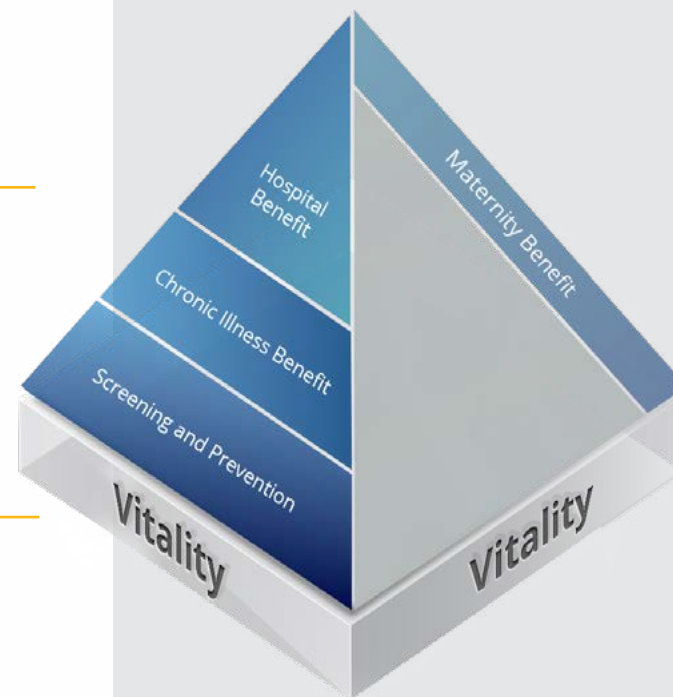 Hospital
Benefit
Maternity Benefit
Chronic Illness Benefit
Screening and Prevention
Vitality
Vitality